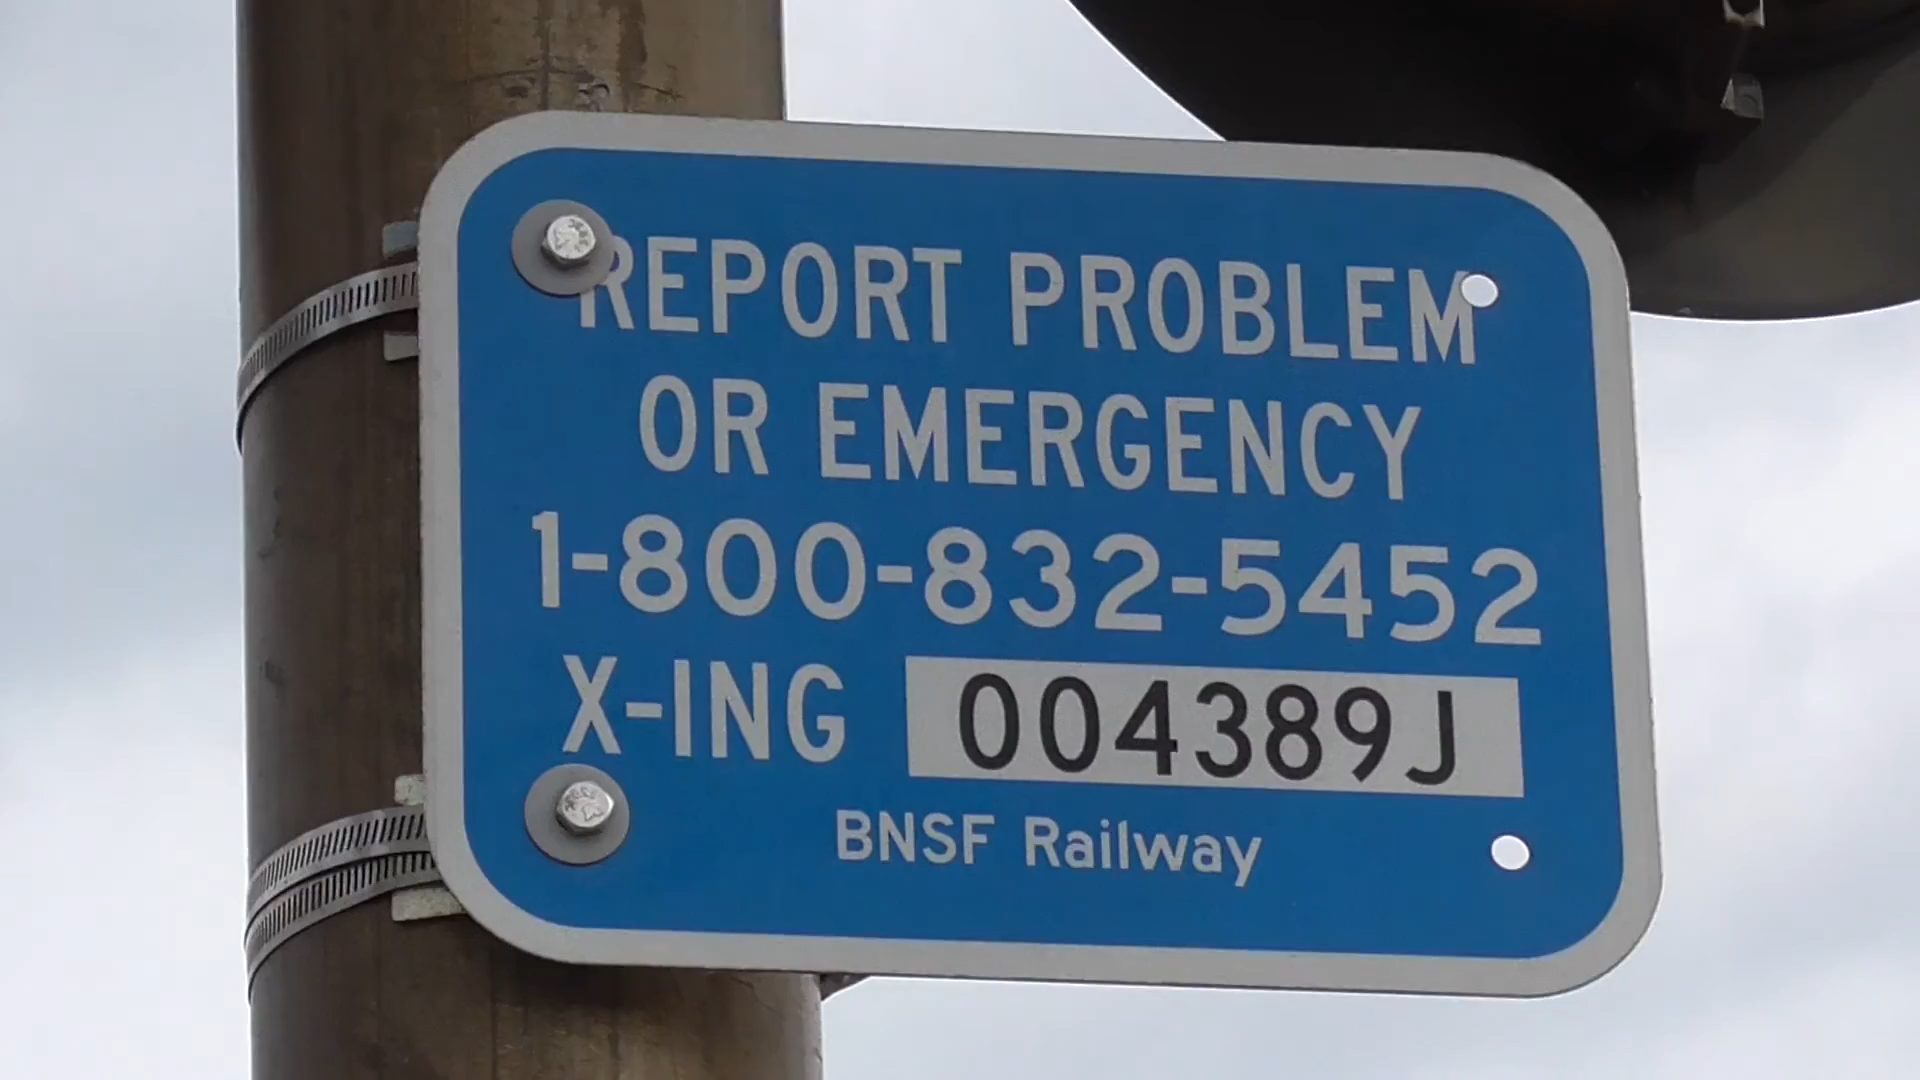 REPORT PROBLEM
OR EMERGENCY
1-800-832-5452
X-ING 004389J
BNSF Railway